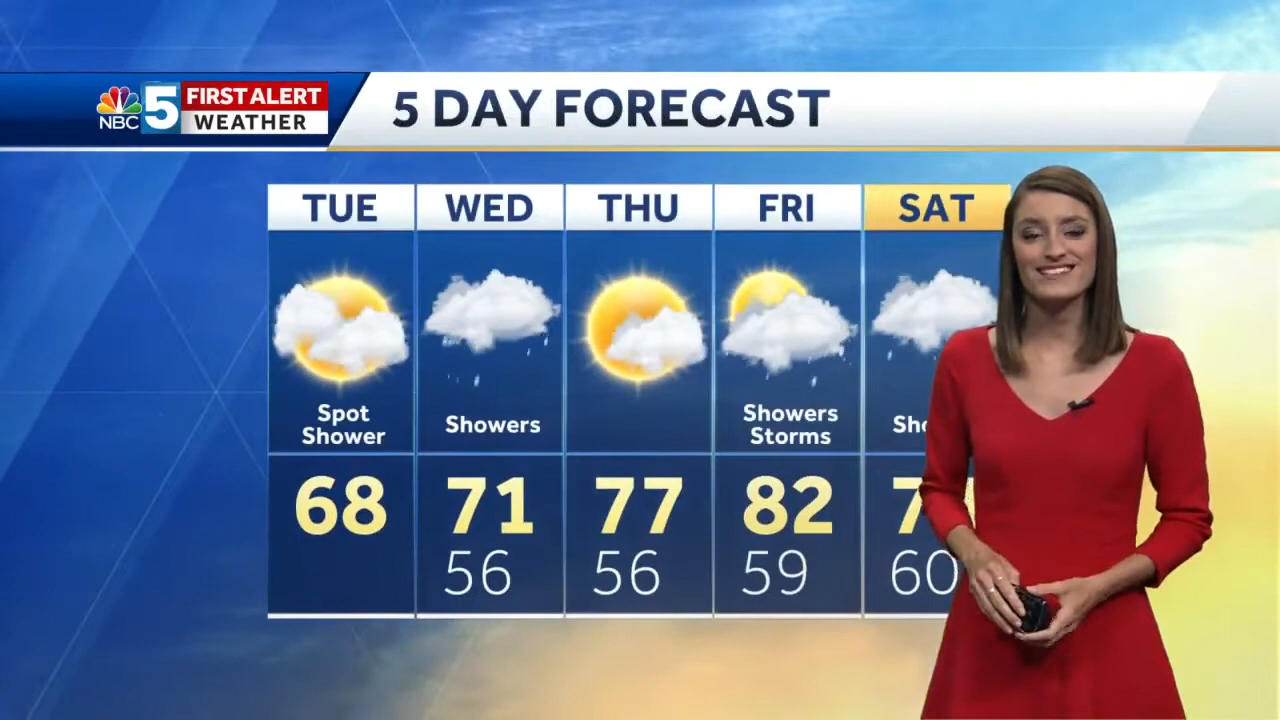 NBC 5 FIRST ALERT WEATHER
5 DAY FORECAST
TUE WED THU FRI SAT
Spot Shower
Showers
Showers Storms
68 71 77 82
56 56 59 60